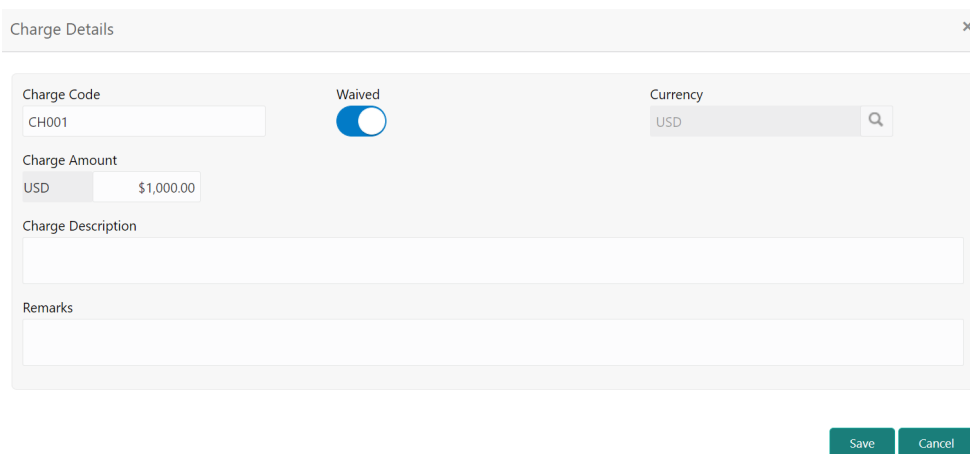 Charge Details
Charge Code Waived Currency
CH001 USD
Charge Amount
USD $1,000.00
Charge Description
Remarks
Save Cancel